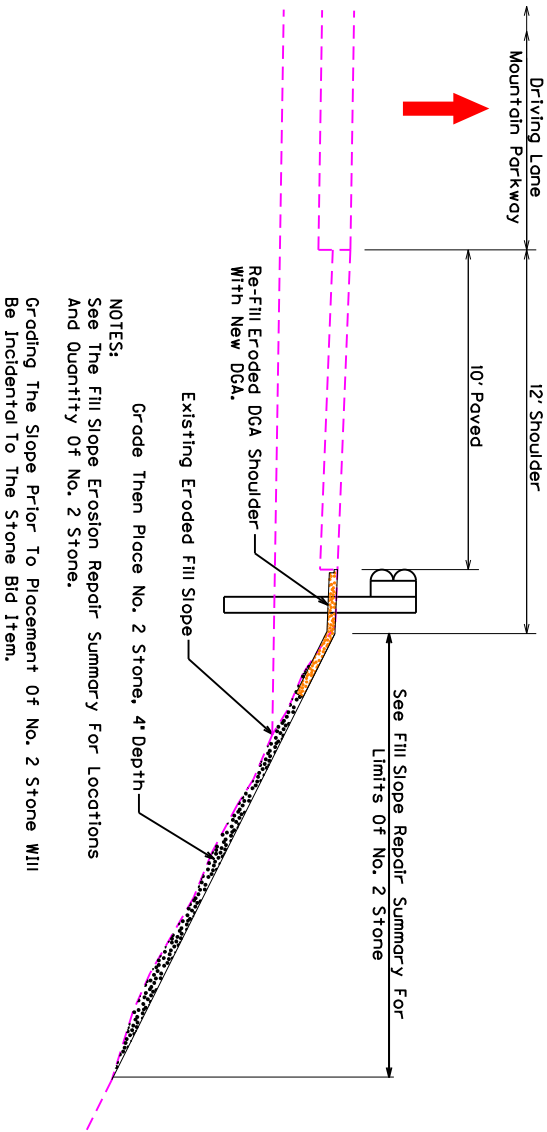 Driving Lane
Mountain Parkway
12' Shoulder
10' Paved
See Fill Slope Repair Summary For
Limits Of No. 2 Stone
Re-Fill Eroded DGA Shoulder
With New DGA.
Existing Eroded Fill Slope
Grade Then Place No. 2 Stone, 4" Depth
NOTES:
See The Fill Slope Erosion Repair Summary For Locations
And Quantity Of No. 2 Stone.
Grading The Slope Prior To Placement Of No. 2 Stone Will
Be Incidental To The Stone Bid Item.